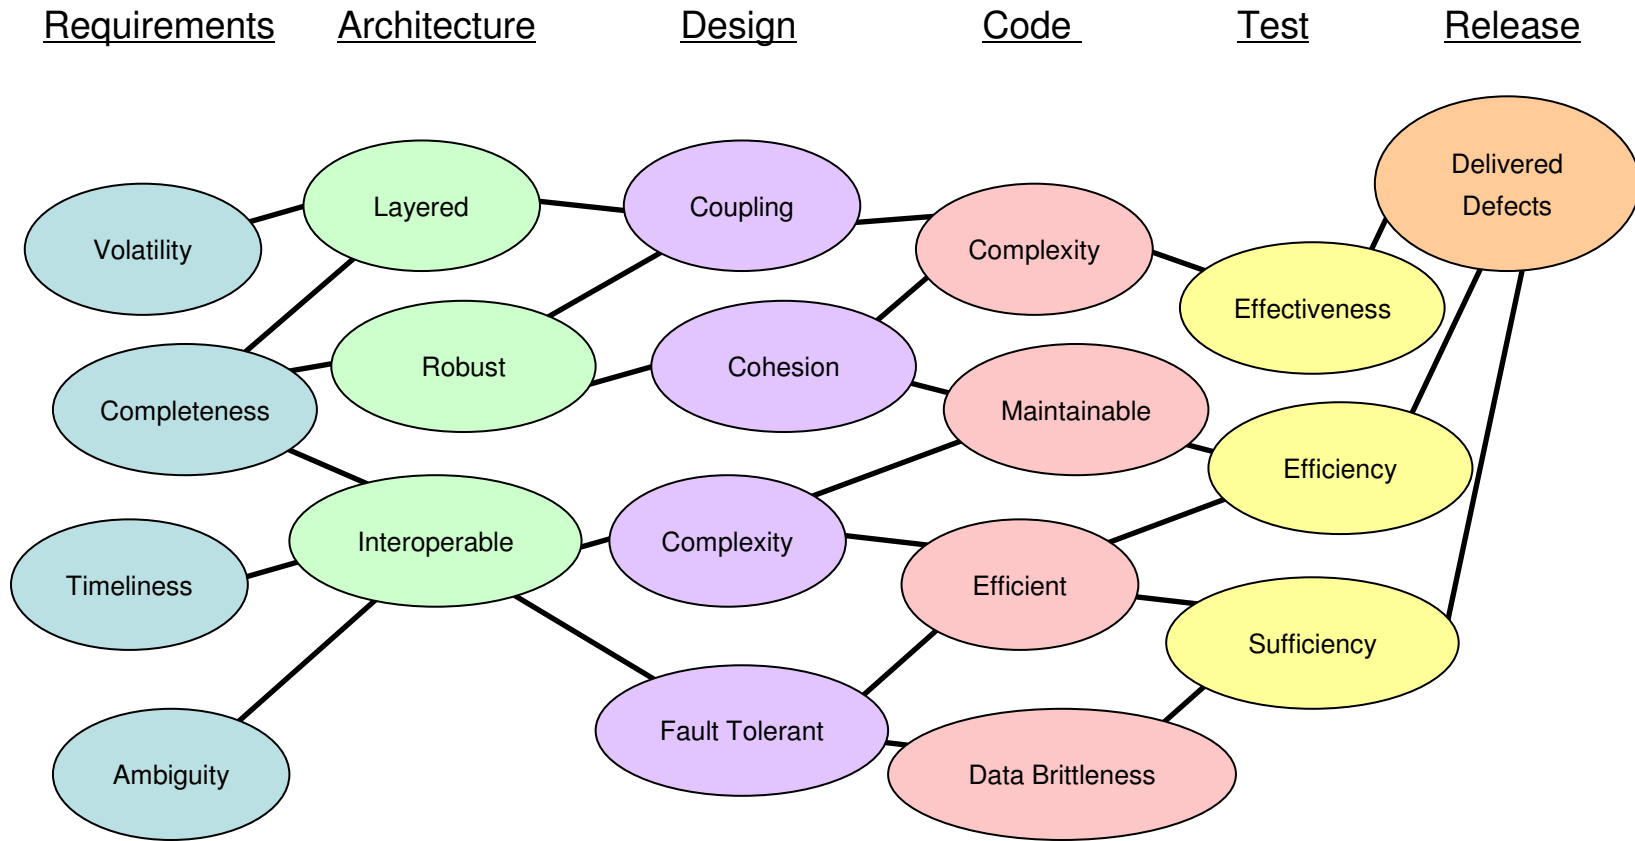 Requirements
Architecture
Design
Code
Test
Release
Volatility
Completeness
Timeliness
Ambiguity
Layered
Robust
Interoperable
Coupling
Cohesion
Complexity
Fault Tolerant
Complexity
Maintainable
Efficient
Data Brittleness
Effectiveness
Efficiency
Sufficiency
Delivered
Defects